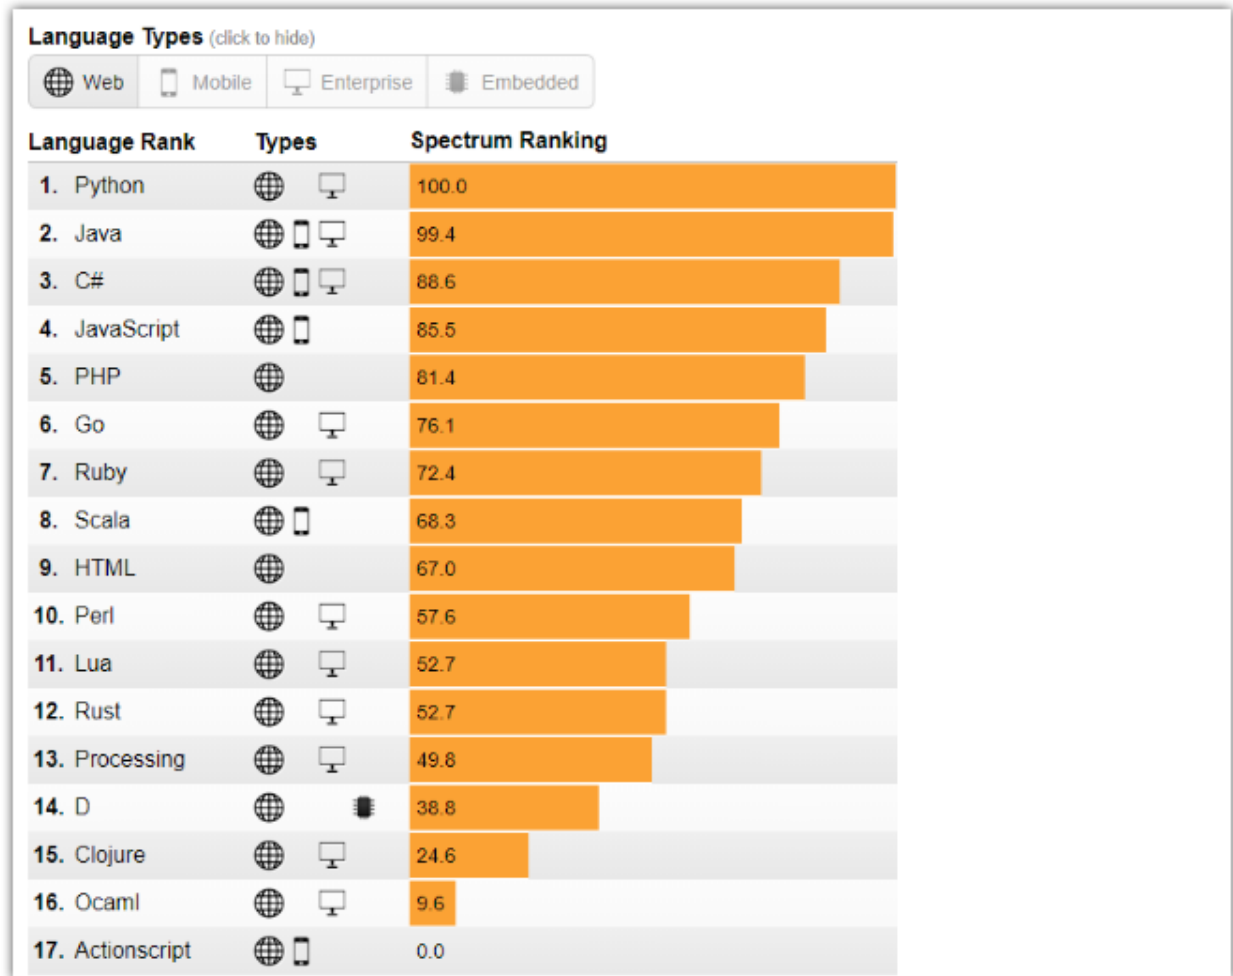 Language Types (click to hide)
Web Mobile Enterprise Embedded
Language Rank Types Spectrum Ranking
1. Python 100.0
2. Java 99.4
3. C# 88.6
4. JavaScript 85.5
5. PHP 81.4
6. Go 76.1
7. Ruby 72.4
8. Scala 68.3
9. HTML 67.0
10. Perl 57.6
11. Lua 52.7
12. Rust 52.7
13. Processing 49.8
14. D 38.8
15. Clojure 24.6
16. Ocaml 9.6
17. Actionscript 0.0